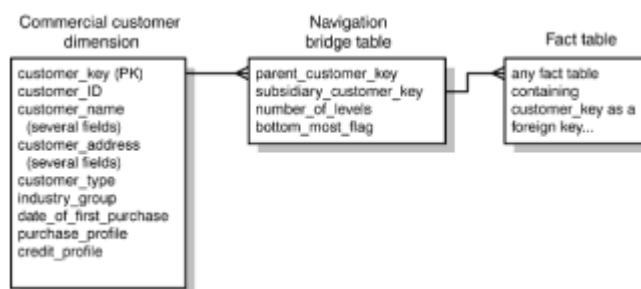 Commercial customer
dimension
customer_key (PK)
customer_ID
customer_name
(several fields)
customer_address
(several fields)
customer_type
industry_group
date_of_first_purchase
purchase_profile
credit_profile
Navigation
bridge table
parent_customer_key
subsidiary_customer_key
number_of_levels
bottom_most_flag
Fact table
any fact table
containing
customer_key as a
foreign key...